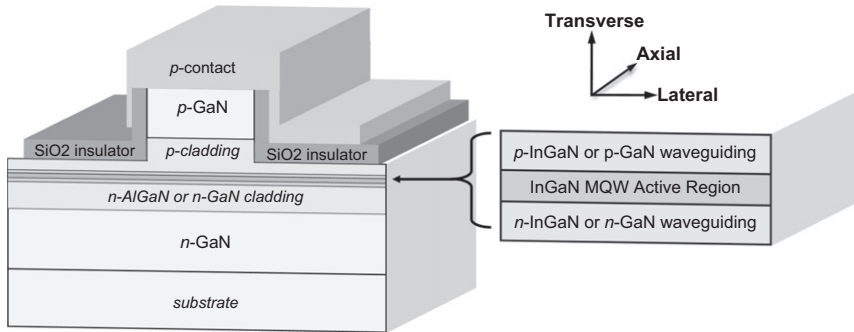 p-contact
p-GaN
SiO2 insulator
p-cladding
SiO2 insulator
n-AlGaN or n-GaN cladding
n-GaN
substrate
Transverse
Axial
Lateral
p-InGaN or p-GaN waveguiding
InGaN MQW Active Region
n-InGaN or n-GaN waveguiding